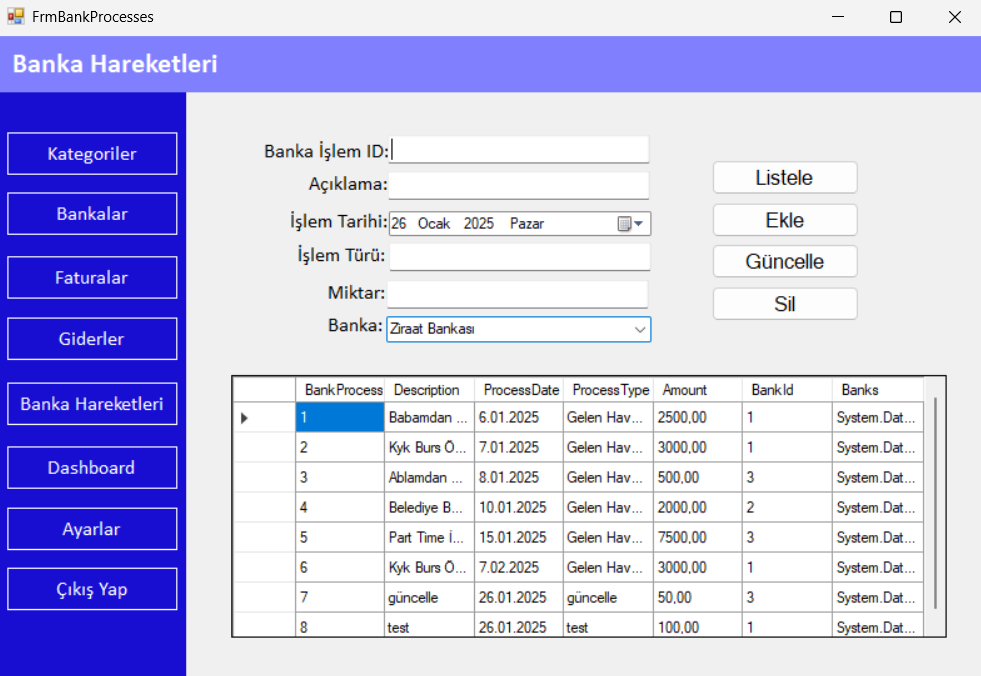 FrmBankProcesses
Banka Hareketleri
Kategoriler
Bankalar
Faturalar
Giderler
Banka Hareketleri
Dashboard
Ayarlar
Çıkış Yap
Banka İşlem ID:
Açıklama:
İşlem Tarihi: 26 Ocak 2025 Pazar
İşlem Türü:
Miktar:
Banka: Ziraat Bankası
Listele
Ekle
Güncelle
Sil
BankProcess Description ProcessDate ProcessType Amount BankId Banks
1 Babamdan ... 6.01.2025 Gelen Hav... 2500,00 1 System.Dat...
2 Kyk Burs Ö... 7.01.2025 Gelen Hav... 3000,00 1 System.Dat...
3 Ablamdan ... 8.01.2025 Gelen Hav... 500,00 3 System.Dat...
4 Belediye B... 10.01.2025 Gelen Hav... 2000,00 2 System.Dat...
5 Part Time İ... 15.01.2025 Gelen Hav... 7500,00 3 System.Dat...
6 Kyk Burs Ö... 7.02.2025 Gelen Hav... 3000,00 1 System.Dat...
7 güncelle 26.01.2025 güncelle 50,00 3 System.Dat...
8 test 26.01.2025 test 100,00 1 System.Dat...